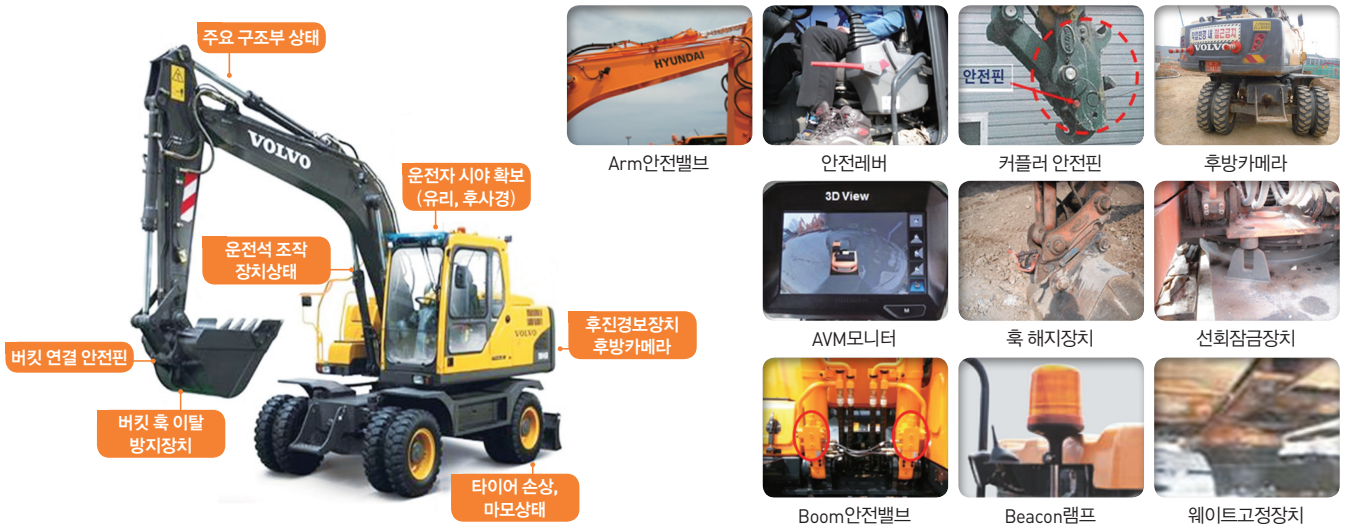 주요 구조부 상태
VOLVO
운전자 시야 확보
(유리, 후사경)
운전석 조작
장치상태
버킷 연결 안전핀
버킷 훅 이탈
방지장치
후진경보장치
후방카메라
VOLVO
타이어 손상,
마모상태
HYUNDAI
Arm안전밸브
안전레버
안전핀
커플러 안전핀
VOLVO
후방카메라
3D View
M
AVM모니터
훅 해지장치
선회잠금장치
Boom안전밸브
Beacon램프
웨이트고정장치